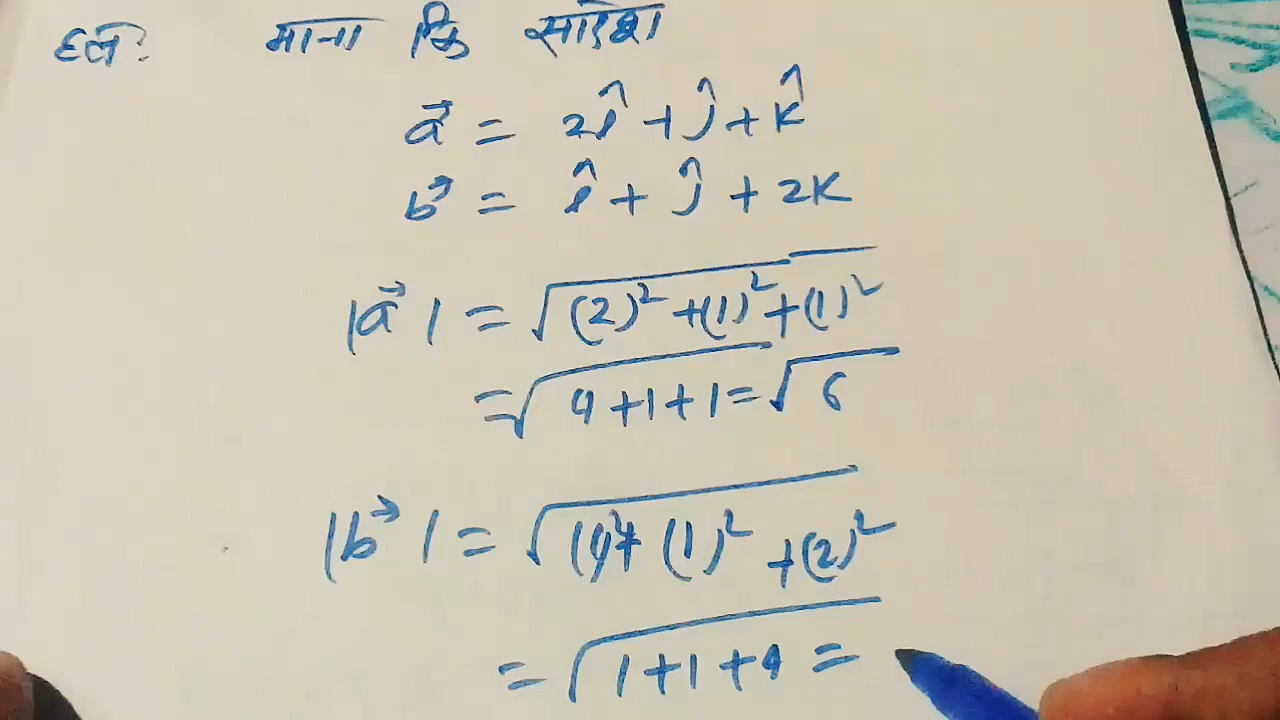 हल: माना कि सदिश
a⃗ = 2î + ĵ + k̂
b⃗ = î + ĵ + 2k
|a⃗| = √(2)² + (1)² + (1)²
= √4+1+1 = √6
|b⃗| = √(1)² + (1)² + (2)²
= √1+1+4 =